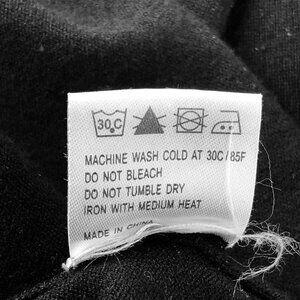 30C
MACHINE WASH COLD AT 30C/85F
DO NOT BLEACH
DO NOT TUMBLE DRY
IRON WITH MEDIUM HEAT
MADE IN CHINA